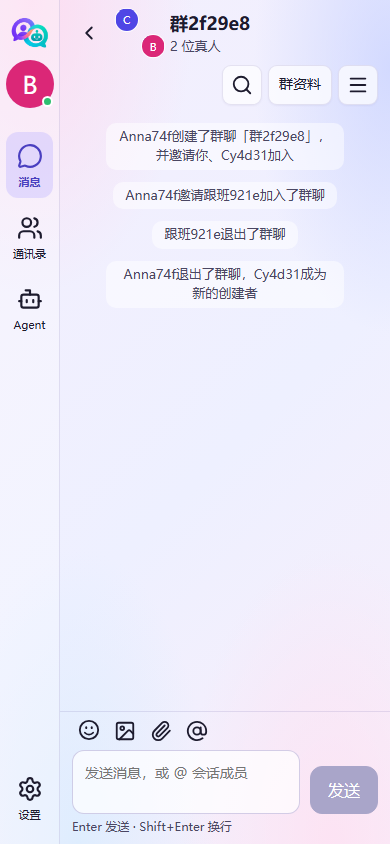 C
B
群2f29e8
2 位真人
B
群资料
消息
通讯录
Agent
Anna74f创建了群聊「群2f29e8」，
并邀请你、Cy4d31加入
Anna74f邀请跟班921e加入了群聊
跟班921e退出了群聊
Anna74f退出了群聊，Cy4d31成为
新的创建者
发送消息，或 @ 会话成员
发送
设置
Enter 发送 · Shift+Enter 换行